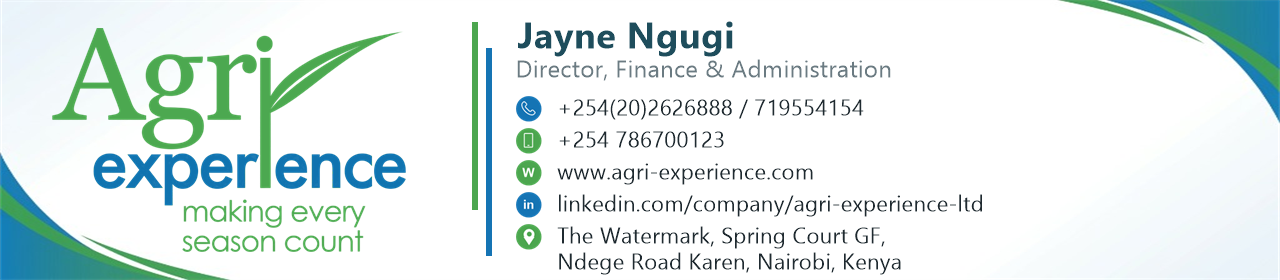 Agri
experience
making every
season count
Jayne Ngugi
Director, Finance & Administration
+254(20)2626888 / 719554154
+254 786700123
W www.agri-experience.com
in linkedin.com/company/agri-experience-ltd
The Watermark, Spring Court GF,
Ndege Road Karen, Nairobi, Kenya